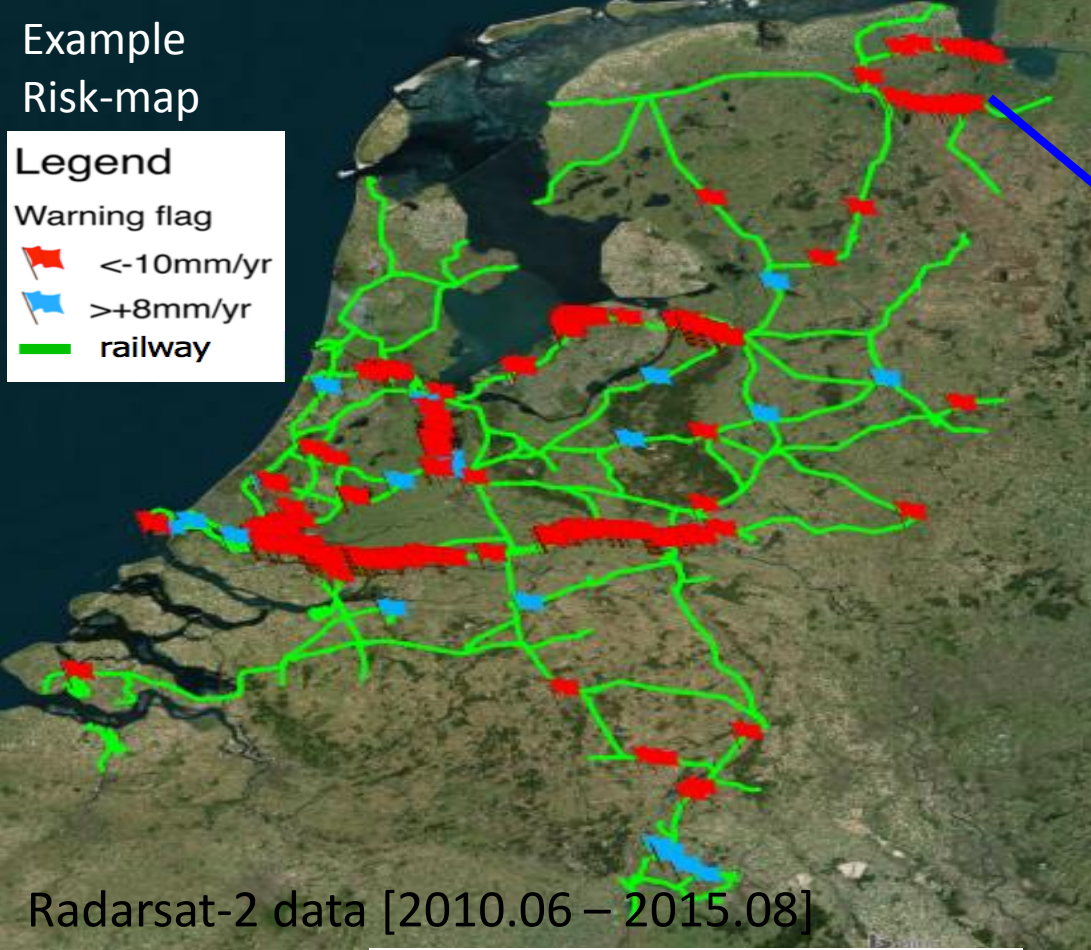 Example
Risk-map
Legend
Warning flag
<-10mm/yr
>+8mm/yr
railway
Radarsat-2 data [2010.06 – 2015.08]